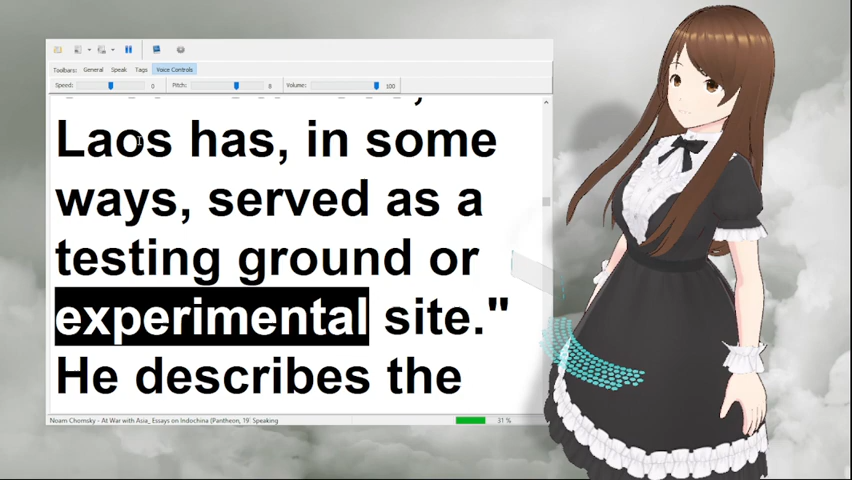 Toolbars: General Speak Tags Voice Controls
Speed: 0 Pitch: 8 Volume: 100
Laos has, in some
ways, served as a
testing ground or
experimental site."
He describes the
Noam Chomsky - At War with Asia_ Essays on Indochina (Pantheon, 19 Speaking 31 %